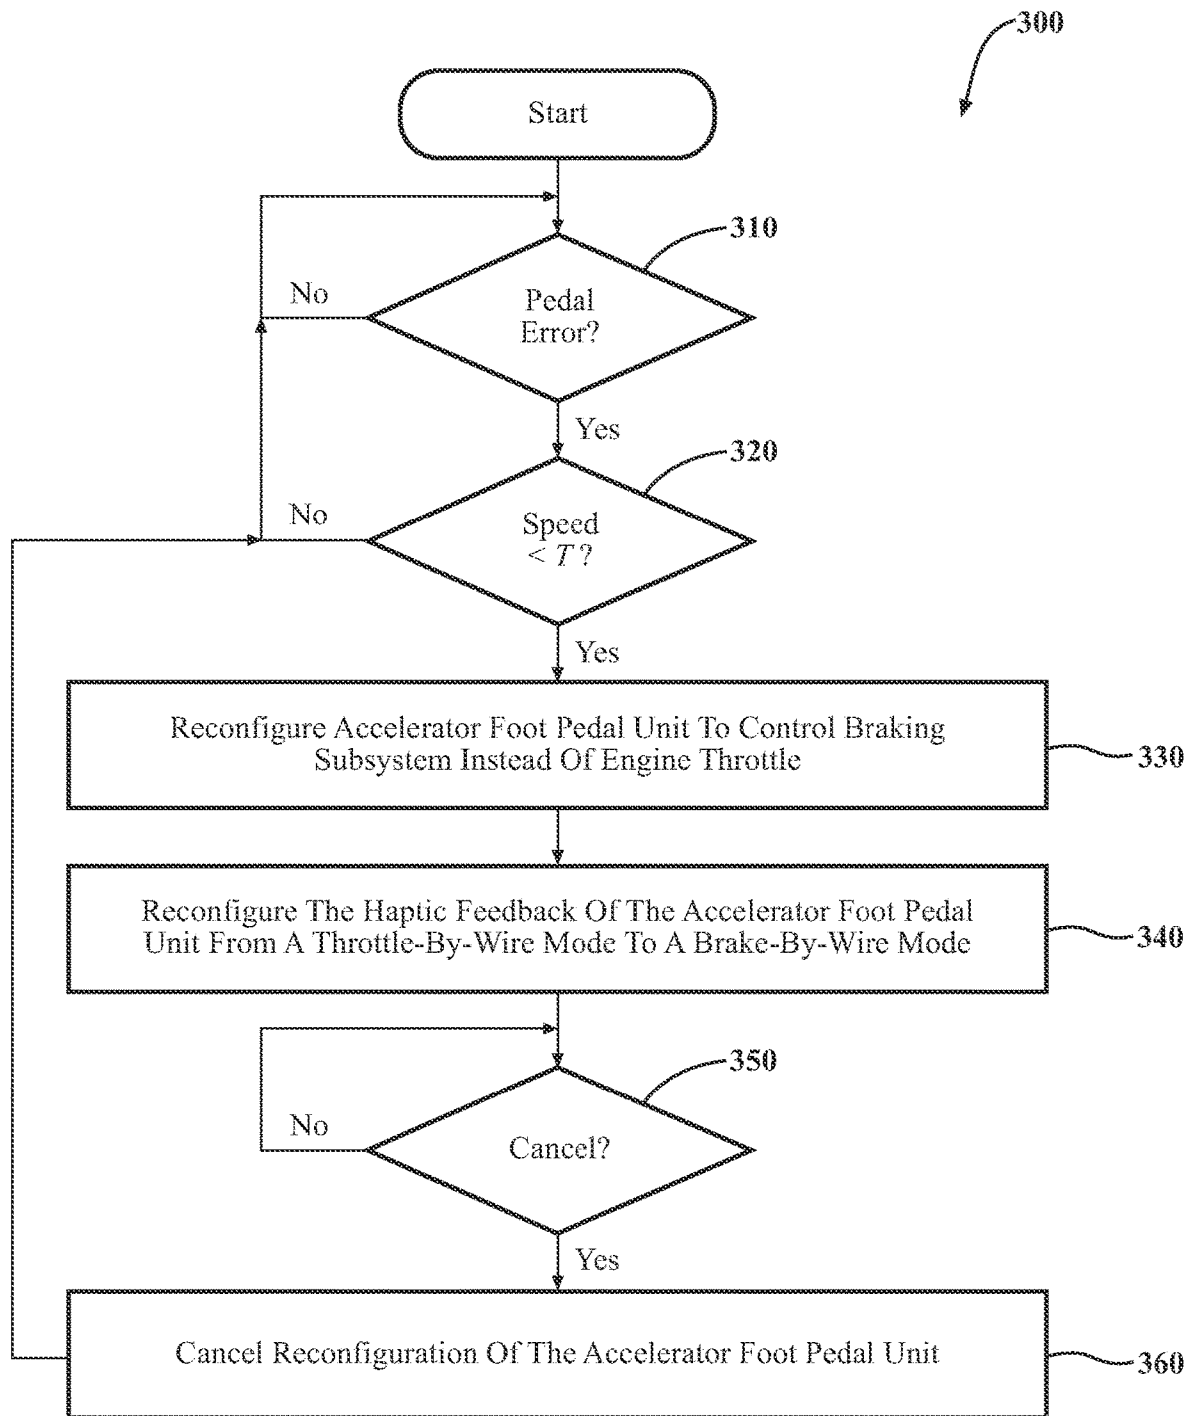 300
Start
310
No
Pedal
Error?
Yes
320
No
Speed
< T ?
Yes
Reconfigure Accelerator Foot Pedal Unit To Control Braking
Subsystem Instead Of Engine Throttle
330
Reconfigure The Haptic Feedback Of The Accelerator Foot Pedal
Unit From A Throttle-By-Wire Mode To A Brake-By-Wire Mode
340
350
No
Cancel?
Yes
Cancel Reconfiguration Of The Accelerator Foot Pedal Unit
360